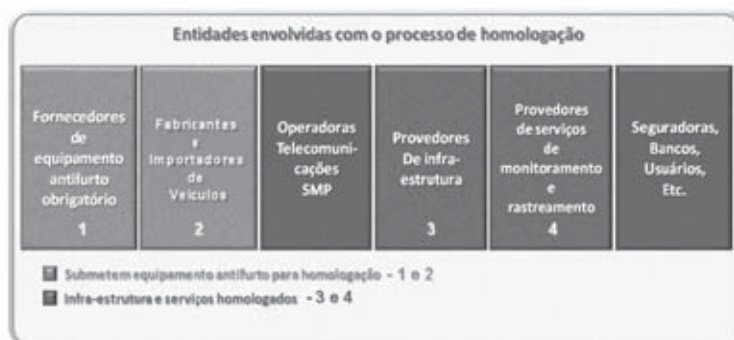 Entidades envolvidas com o processo de homologação
Fornecedores
de
equipamento
antifurto
obrigatório
1
Fabricantes
e
Importadores
de
Veículos
2
Operadoras
Telecomuni-
cações
SMP
Provedores
De infra-
estrutura
3
Provedores
de serviços
de
monitoramento
e
rastreamento
4
Seguradoras,
Bancos,
Usuários,
Etc.
Submetem equipamento antifurto para homologação - 1 e 2
Infra-estrutura e serviços homologados - 3 e 4